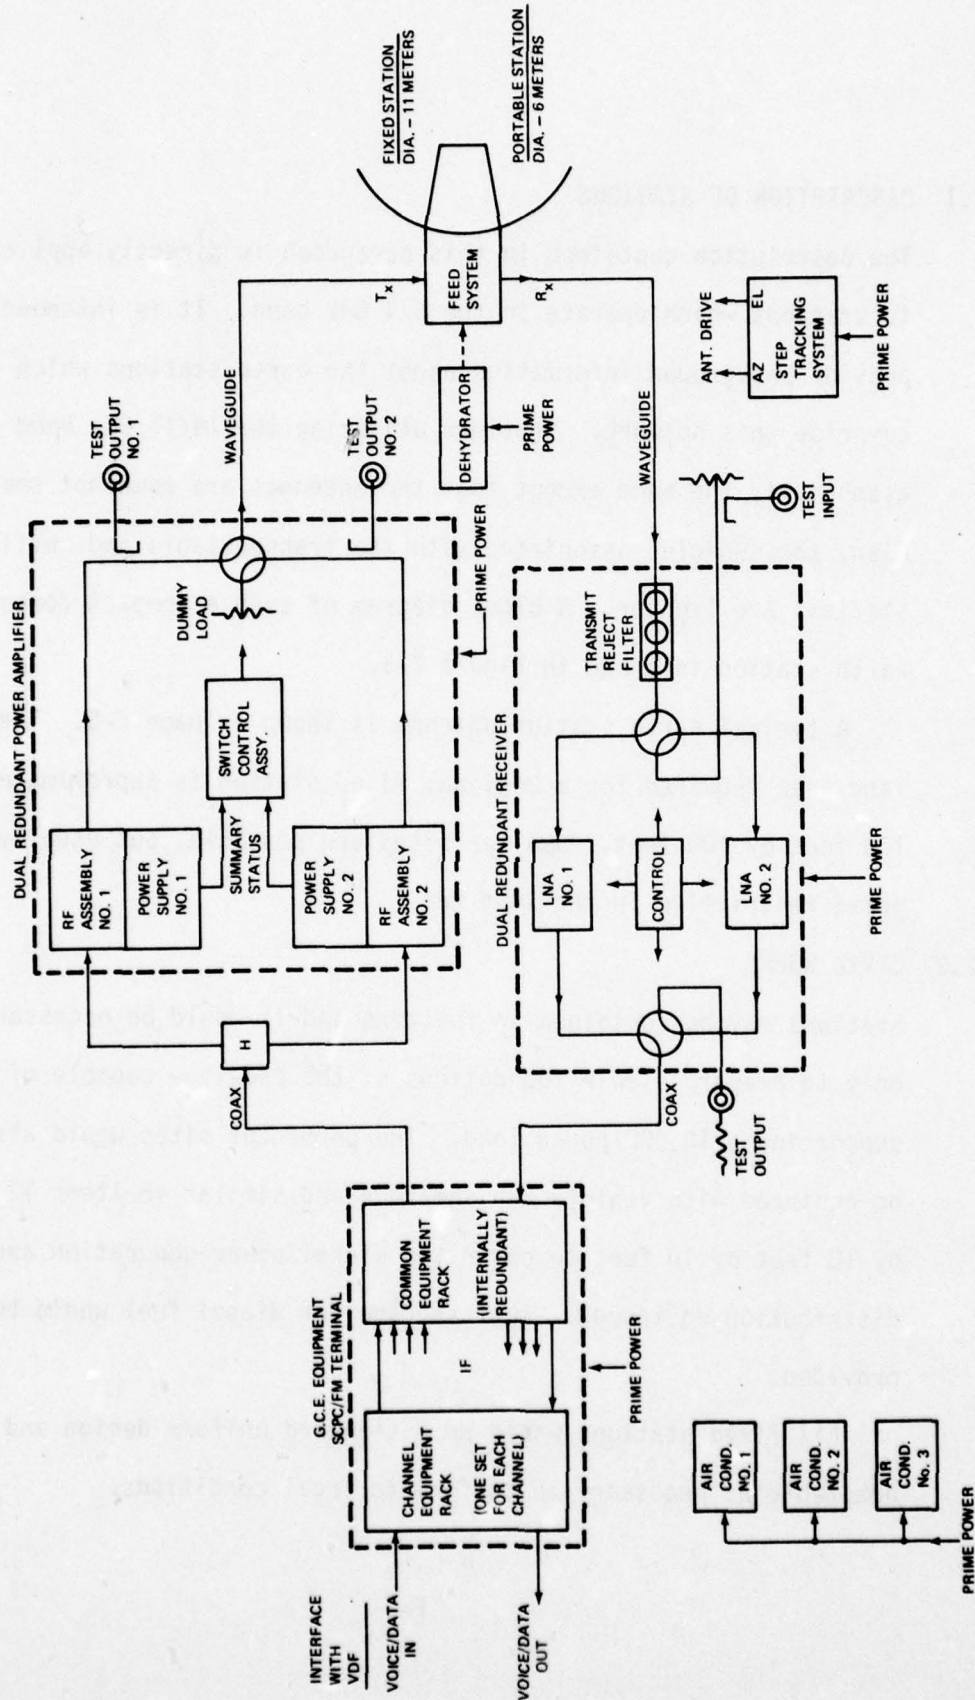 FIXED STATION
DIA. – 11 METERS
PORTABLE STATION
DIA. – 6 METERS
FEED
SYSTEM
Tx
Rx
WAVEGUIDE
WAVEGUIDE
DEHYDRATOR
PRIME
POWER
TEST
OUTPUT
NO. 1
TEST
OUTPUT
NO. 2
ANT. DRIVE
AZ
EL
STEP
TRACKING
SYSTEM
PRIME POWER
TEST
INPUT
DUAL REDUNDANT POWER AMPLIFIER
DUMY
LOAD
SWITCH
CONTROL
ASSY
RF
ASSEMBLY
NO. 1
POWER
SUPPLY
NO. 1
SUMMARY
STATUS
POWER
SUPPLY
NO. 2
RF
ASSEMBLY
NO. 2
PRIME POWER
DUAL REDUNDANT RECEIVER
TRANSMIT
REJECT
FILTER
LNA
NO. 1
CONTROL
LNA
NO. 2
PRIME POWER
H
COAX
COAX
TEST
OUTPUT
G.C.E. EQUIPMENT
SCPC/FM TERMINAL
COMMON
EQUIPMENT
RACK
(INTERNALLY
REDUNDANT)
IF
CHANNEL
EQUIPMENT
RACK
(ONE SET
FOR EACH
CHANNEL)
PRIME POWER
INTERFACE
WITH
VDF
VOICE/DATA
IN
VOICE/DATA
OUT
AIR
COND.
NO. 1
AIR
COND.
NO. 2
AIR
COND.
No. 3
PRIME POWER